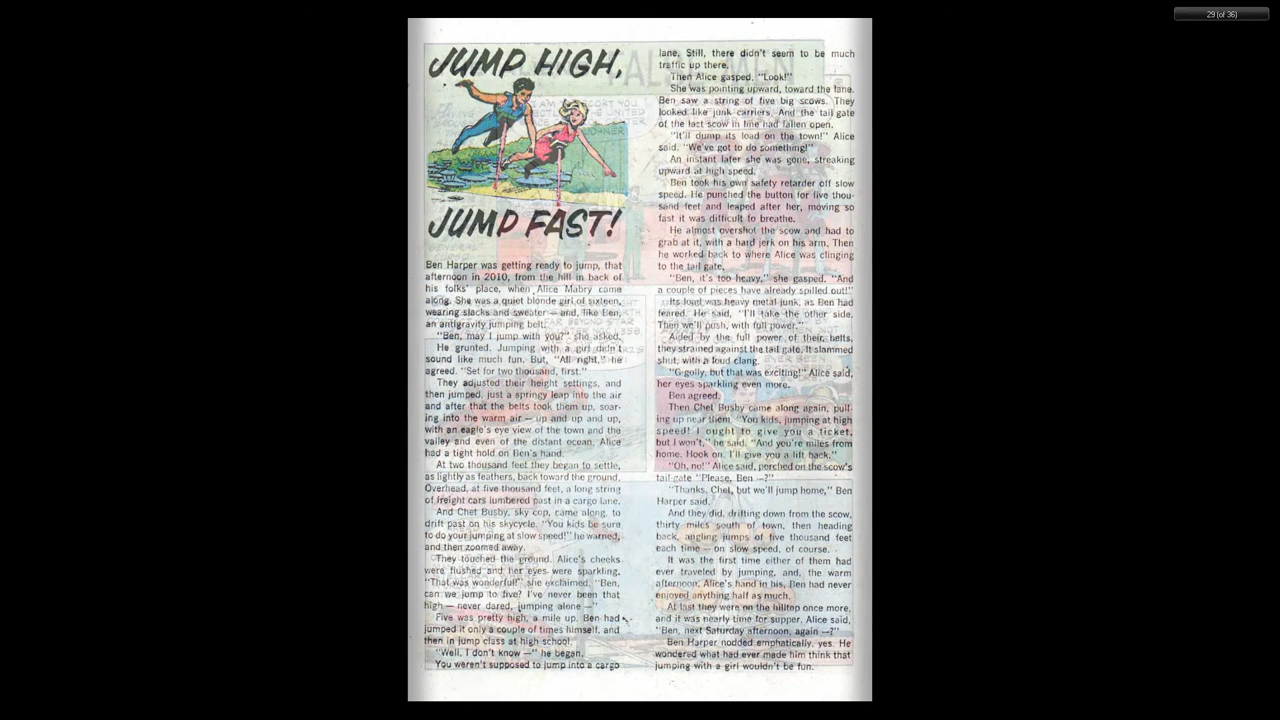 29 (of 36)
JUMP HIGH,
JUMP FAST!
Ben Harper was getting ready to jump, that
afternoon in 2010, from the hill in back of
his folks' place, when Alice Mabry came
along. She was a quiet blonde girl of sixteen,
wearing slacks and sweater — and, like Ben,
an antigravity jumping belt.
"Ben, may I jump with you?" she asked.
He grunted. Jumping with a girl didn't
sound like much fun. But, "All right," he
agreed. "Set for two thousand, first."
They adjusted their height settings, and
then jumped, just a springy leap into the air
and after that the belts took them up, soar-
ing into the warm air — up and up and up,
with an eagle's eye view of the town and the
valley and even of the distant ocean. Alice
had a tight hold on Ben's hand.
At two thousand feet they began to settle,
as lightly as feathers, back toward the ground.
Overhead, at five thousand feet, a long string
of freight cars lumbered past in a cargo lane.
And Chet Busby, sky cop, came along, to
drift past on his skycycle. "You kids be sure
to do your jumping at slow speed!" he warned,
and then zoomed away.
They touched the ground. Alice's cheeks
were flushed and her eyes were sparkling.
"That was wonderful!" she exclaimed. "Ben,
can we jump to five? I've never been that
high — never dared, jumping alone —"
Five was pretty high, a mile up. Ben had
jumped it only a couple of times himself, and
then in jump class at high school.
"Well, I don't know —" he began.
You weren't supposed to jump into a cargo
lane. Still, there didn't seem to be much
traffic up there.
Then Alice gasped, "Look!"
She was pointing upward, toward the lane.
Ben saw a string of five big scows. They
looked like junk carriers. And the tail gate
of the last scow in line had fallen open.
"It'll dump its load on the town!" Alice
said. "We've got to do something!"
An instant later she was gone, streaking
upward at high speed.
Ben took his own safety retarder off slow
speed. He punched the button for five thou-
sand feet and leaped after her, moving so
fast it was difficult to breathe.
He almost overshot the scow and had to
grab at it, with a hard jerk on his arm. Then
he worked back to where Alice was clinging
to the tail gate.
"Ben, it's too heavy," she gasped. "And
a couple of pieces have already spilled out!"
Its load was heavy metal junk, as Ben had
feared. He said, "I'll take the other side.
Then we'll push, with full power."
Aided by the full power of their belts,
they strained against the tail gate. It slammed
shut, with a loud clang.
"G-golly, but that was exciting!" Alice said,
her eyes sparkling even more.
Ben agreed.
Then Chet Busby came along again, pull-
ing up near them. "You kids, jumping at high
speed! I ought to give you a ticket,
but I won't," he said. "And you're miles from
home. Hook on. I'll give you a lift back."
"Oh, no!" Alice said, perched on the scow's
tail gate "Please, Ben —?"
"Thanks, Chet, but we'll jump home," Ben
Harper said.
And they did, drifting down from the scow,
thirty miles south of town, then heading
back, angling jumps of five thousand feet
each time — on slow speed, of course.
It was the first time either of them had
ever traveled by jumping, and, the warm
afternoon, Alice's hand in his, Ben had never
enjoyed anything half as much.
At last they were on the hilltop once more,
and it was nearly time for supper. Alice said,
"Ben, next Saturday afternoon, again —?"
Ben Harper nodded emphatically, yes. He
wondered what had ever made him think that
jumping with a girl wouldn't be fun.